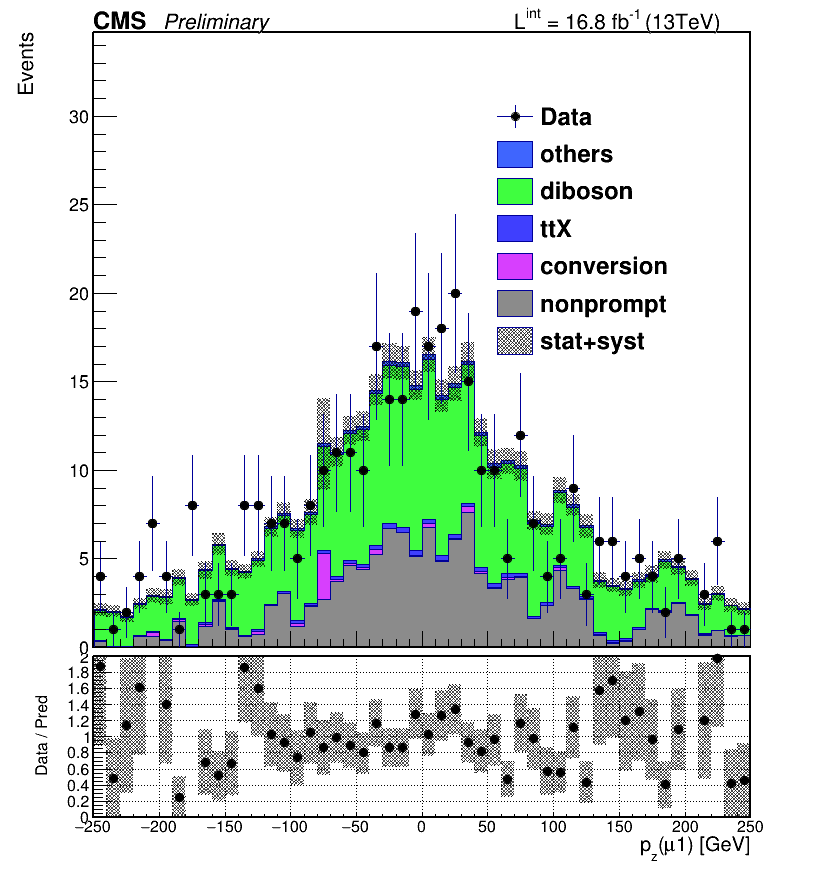 CMS Preliminary L^int = 16.8 fb^-1 (13TeV)
Events
30
25
20
15
10
5
0
Data
others
diboson
ttX
conversion
nonprompt
stat+syst
Data / Pred
2
1.8
1.6
1.4
1.2
1
0.8
0.6
0.4
0.2
0
−250 −200 −150 −100 −50 0 50 100 150 200 250
p_z(μ1) [GeV]